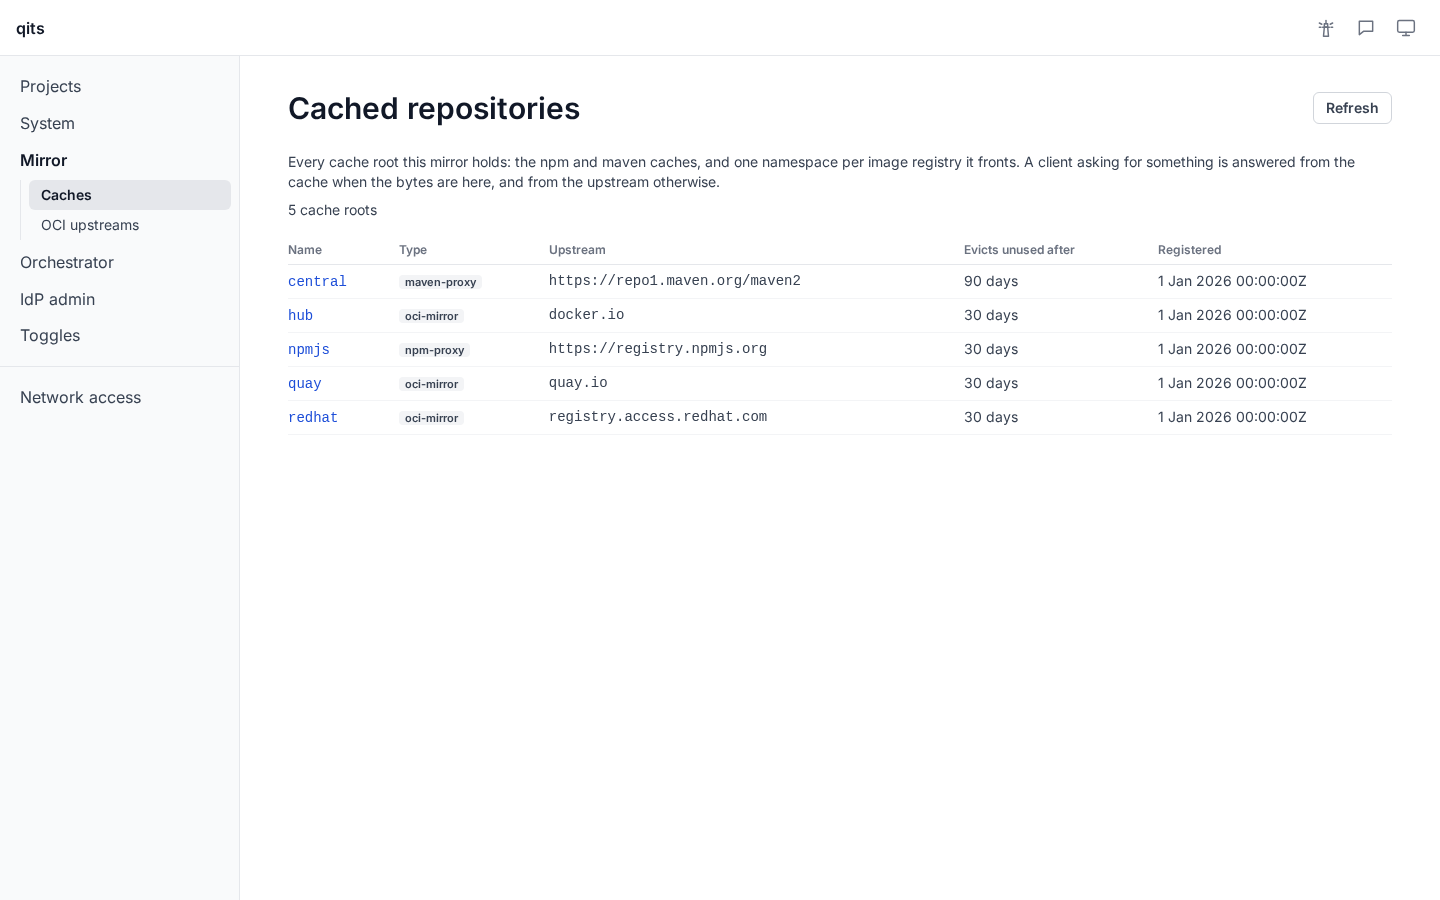 qits
Projects
System
Mirror
Caches
OCI upstreams
Orchestrator
IdP admin
Toggles
Network access
Cached repositories
Refresh
Every cache root this mirror holds: the npm and maven caches, and one namespace per image registry it fronts. A client asking for something is answered from the
cache when the bytes are here, and from the upstream otherwise.
5 cache roots
Name Type Upstream Evicts unused after Registered
central maven-proxy https://repo1.maven.org/maven2 90 days 1 Jan 2026 00:00:00Z
hub oci-mirror docker.io 30 days 1 Jan 2026 00:00:00Z
npmjs npm-proxy https://registry.npmjs.org 30 days 1 Jan 2026 00:00:00Z
quay oci-mirror quay.io 30 days 1 Jan 2026 00:00:00Z
redhat oci-mirror registry.access.redhat.com 30 days 1 Jan 2026 00:00:00Z